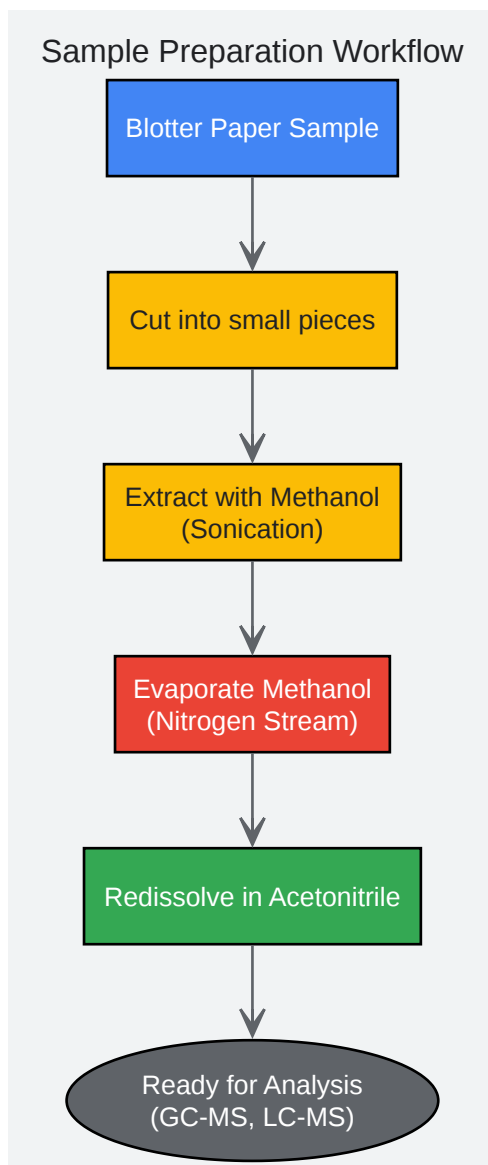 Sample Preparation Workflow
Blotter Paper Sample
Cut into small pieces
Extract with Methanol
(Sonication)
Evaporate Methanol
(Nitrogen Stream)
Redissolve in Acetonitrile
Ready for Analysis
(GC-MS, LC-MS)